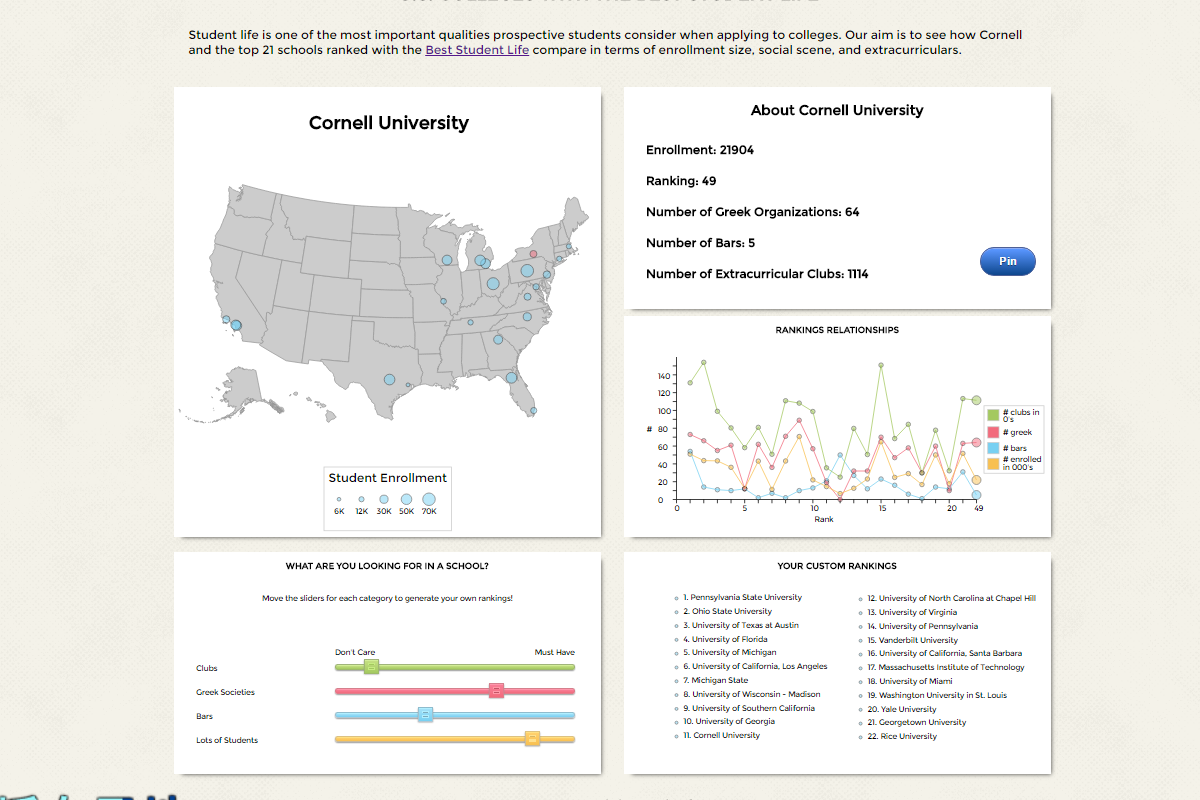 Student life is one of the most important qualities prospective students consider when applying to colleges. Our aim is to see how Cornell
and the top 21 schools ranked with the Best Student Life compare in terms of enrollment size, social scene, and extracurriculars.
Cornell University
Student Enrollment
6K 12K 30K 50K 70K
About Cornell University
Enrollment: 21904
Ranking: 49
Number of Greek Organizations: 64
Number of Bars: 5
Number of Extracurricular Clubs: 1114
Pin
RANKINGS RELATIONSHIPS
140
120
100
80
60
40
20
0
#
0 5 10 15 20 49
Rank
# clubs in
0's
# greek
# bars
# enrolled
in 000's
WHAT ARE YOU LOOKING FOR IN A SCHOOL?
Move the sliders for each category to generate your own rankings!
Don't Care Must Have
Clubs
Greek Societies
Bars
Lots of Students
YOUR CUSTOM RANKINGS
1. Pennsylvania State University
2. Ohio State University
3. University of Texas at Austin
4. University of Florida
5. University of Michigan
6. University of California, Los Angeles
7. Michigan State
8. University of Wisconsin - Madison
9. University of Southern California
10. University of Georgia
11. Cornell University
12. University of North Carolina at Chapel Hill
13. University of Virginia
14. University of Pennsylvania
15. Vanderbilt University
16. University of California, Santa Barbara
17. Massachusetts Institute of Technology
18. University of Miami
19. Washington University in St. Louis
20. Yale University
21. Georgetown University
22. Rice University